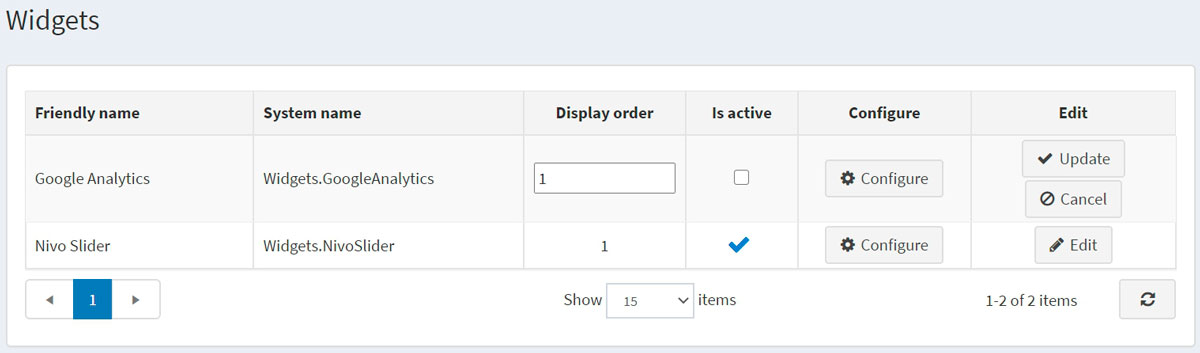 Widgets
Friendly name System name Display order Is active Configure Edit
Google Analytics Widgets.GoogleAnalytics 1 Configure Update
Cancel
Nivo Slider Widgets.NivoSlider 1 Configure Edit
1 Show 15 items 1-2 of 2 items